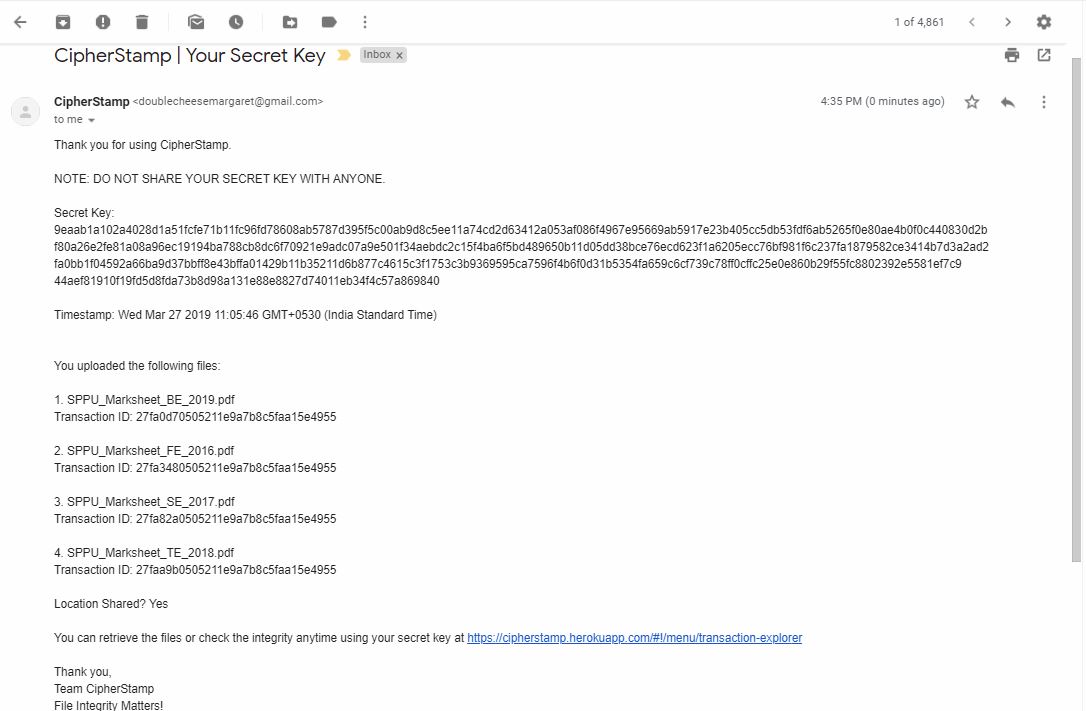 1 of 4,861
CipherStamp | Your Secret Key Inbox x
CipherStamp <doublecheesemargaret@gmail.com> 4:35 PM (0 minutes ago)
to me
Thank you for using CipherStamp.
NOTE: DO NOT SHARE YOUR SECRET KEY WITH ANYONE.
Secret Key:
9eaab1a102a4028d1a51fcfe71b11fc96fd78608ab5787d395f5c00ab9d8c5ee11a74cd2d63412a053af086f4967e95669ab5917e23b405cc5db53fdf6ab5265f0e80ae4b0f0c440830d2b
f80a26e2fe81a08a96ec19194ba788cb8dc6f70921e9adc07a9e501f34aebdc2c15f4ba6f5bd489650b11d05dd38bce76ecd623f1a6205ecc76bf981f6c237fa1879582ce3414b7d3a2ad2
fa0bb1f04592a66ba9d37bbff8e43bffa01429b11b35211d6b877c4615c3f1753c3b9369595ca7596f4b6f0d31b5354fa659c6cf739c78ff0cffc25e0e860b29f55fc8802392e5581ef7c9
44aef81910f19fd5d8fda73b8d98a131e88e8827d74011eb34f4c57a869840
Timestamp: Wed Mar 27 2019 11:05:46 GMT+0530 (India Standard Time)
You uploaded the following files:
1. SPPU_Marksheet_BE_2019.pdf
Transaction ID: 27fa0d70505211e9a7b8c5faa15e4955
2. SPPU_Marksheet_FE_2016.pdf
Transaction ID: 27fa3480505211e9a7b8c5faa15e4955
3. SPPU_Marksheet_SE_2017.pdf
Transaction ID: 27fa82a0505211e9a7b8c5faa15e4955
4. SPPU_Marksheet_TE_2018.pdf
Transaction ID: 27faa9b0505211e9a7b8c5faa15e4955
Location Shared? Yes
You can retrieve the files or check the integrity anytime using your secret key at https://cipherstamp.herokuapp.com/#!/menu/transaction-explorer
Thank you,
Team CipherStamp
File Integrity Matters!